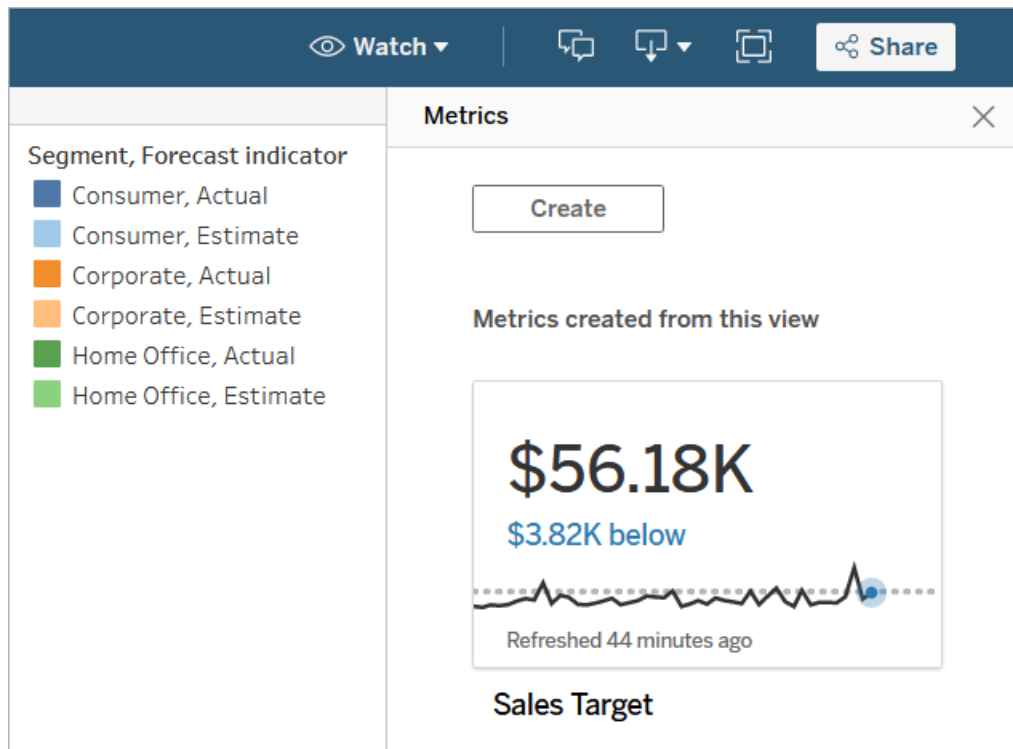 Watch
Share
Segment, Forecast indicator
Consumer, Actual
Consumer, Estimate
Corporate, Actual
Corporate, Estimate
Home Office, Actual
Home Office, Estimate
Metrics
Create
Metrics created from this view
$56.18K
$3.82K below
Refreshed 44 minutes ago
Sales Target